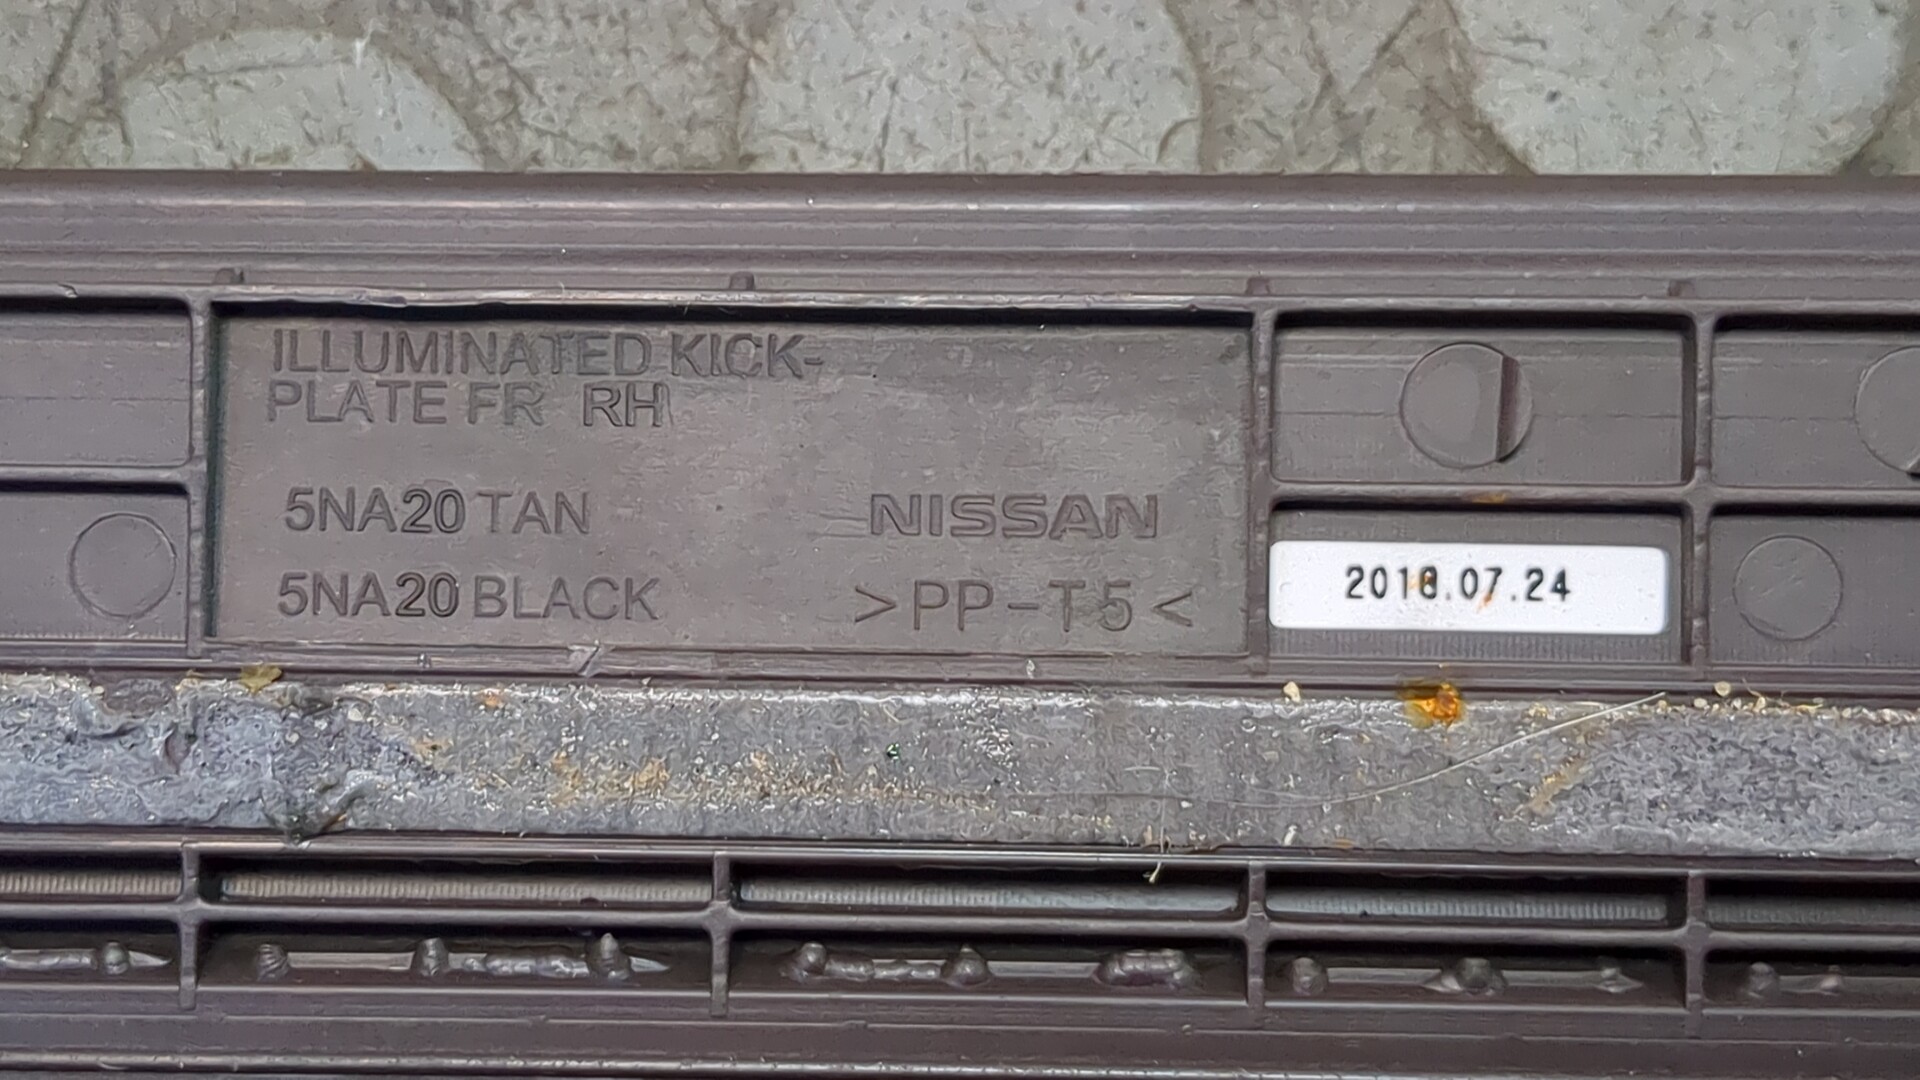 ILLUMINATED KICK-
PLATE FR RH
5NA20 TAN
NISSAN
5NA20 BLACK
>PP-T5<
2018.07.24